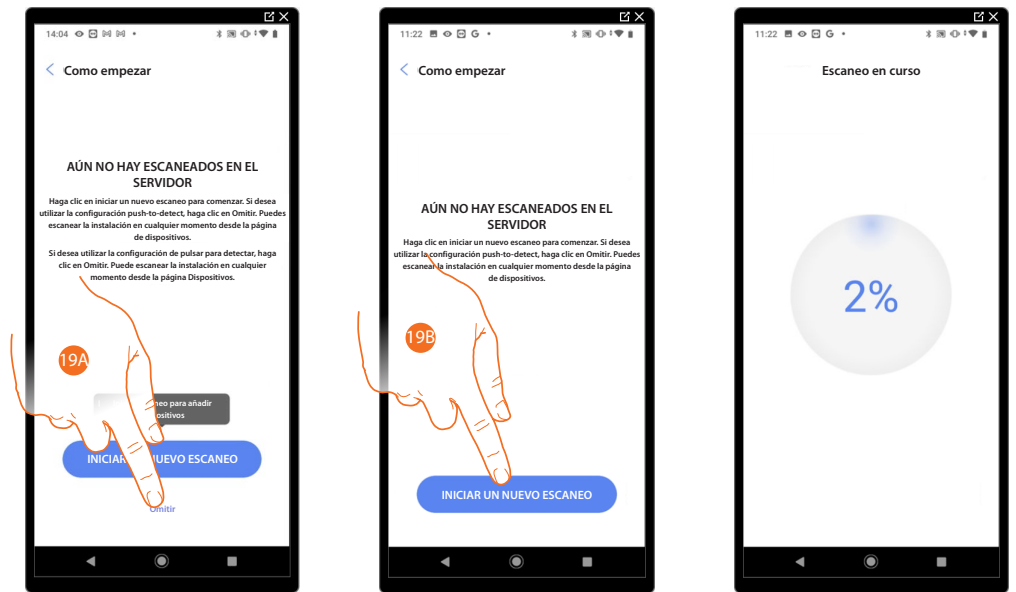 14:04
Como empezar
AÚN NO HAY ESCANEADOS EN EL
SERVIDOR
Haga clic en iniciar un nuevo escaneo para comenzar. Si desea
utilizar la configuración push-to-detect, haga clic en Omitir. Puedes
escanear la instalación en cualquier momento desde la página
de dispositivos.
Si desea utilizar la configuración de pulsar para detectar, haga
clic en Omitir. Puede escanear la instalación en cualquier
momento desde la página Dispositivos.
19A
para añadir
INICIAR NUEVO ESCANEO
Omitir
11:22 G
Como empezar
AÚN NO HAY ESCANEADOS EN EL
SERVIDOR
Haga clic en iniciar un nuevo escaneo para comenzar. Si desea
utilizar la configuración push-to-detect, haga clic en Omitir. Puedes
escanear la instalación en cualquier momento desde la página
de dispositivos.
19B
INICIAR UN NUEVO ESCANEO
11:22 G
Escaneo en curso
2%